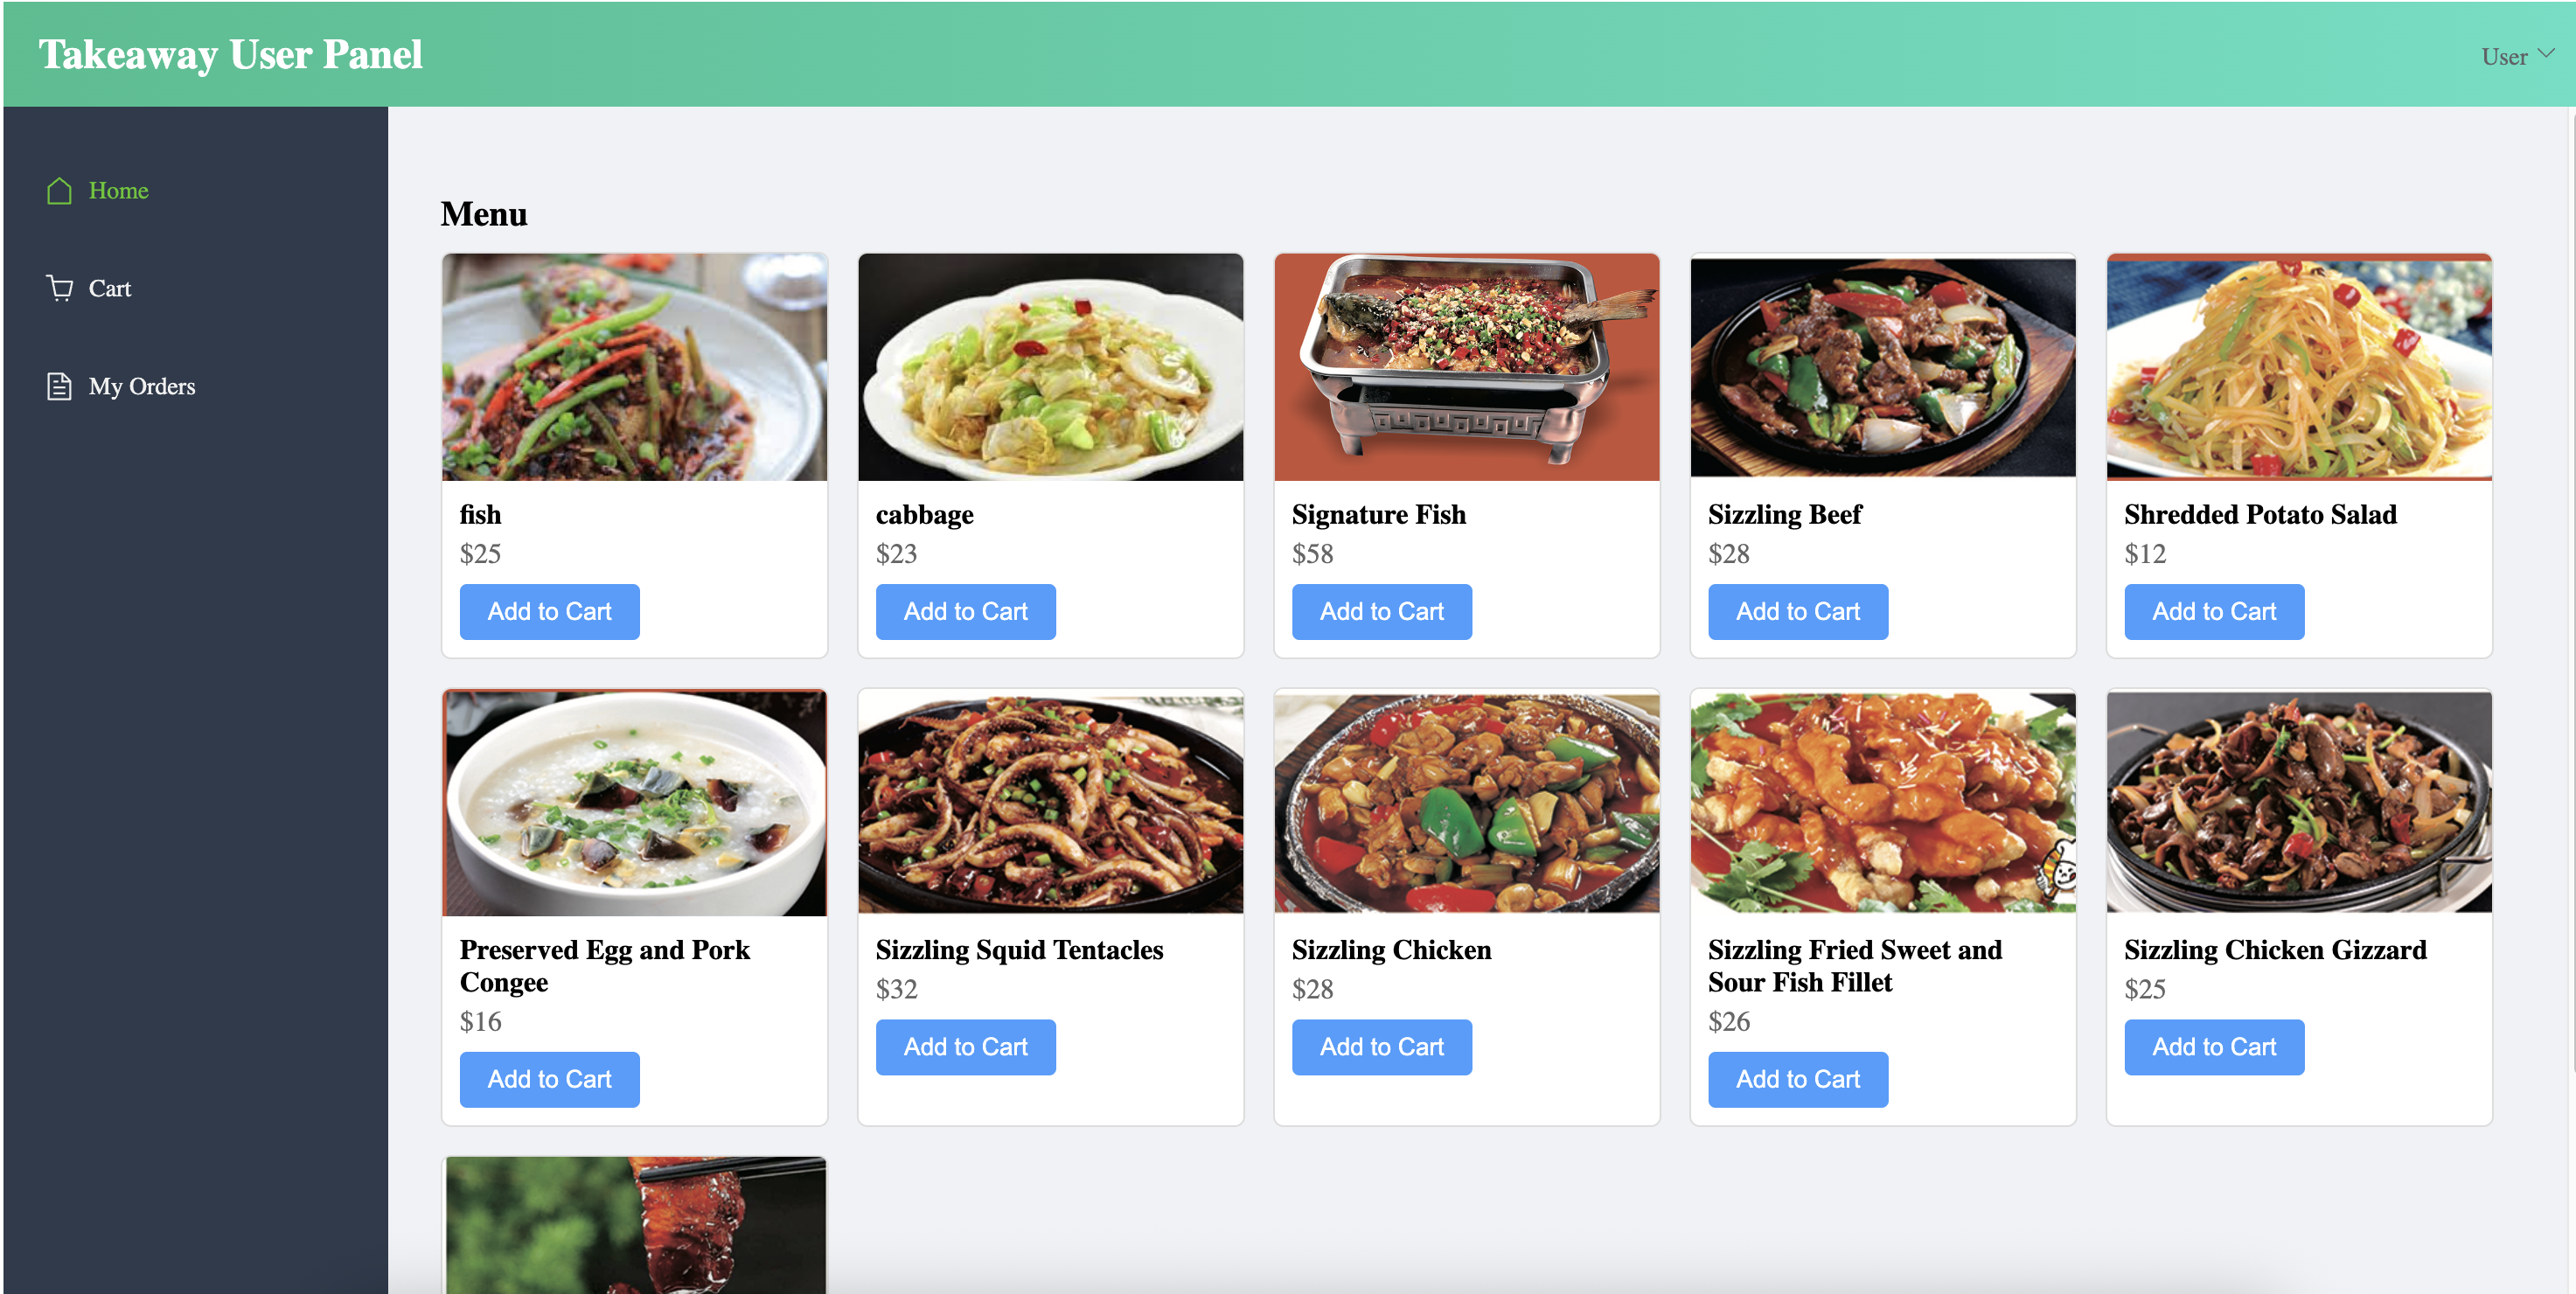 Takeaway User Panel
User
Home
Cart
My Orders
Menu
fish
$25
Add to Cart
cabbage
$23
Add to Cart
Signature Fish
$58
Add to Cart
Sizzling Beef
$28
Add to Cart
Shredded Potato Salad
$12
Add to Cart
Preserved Egg and Pork
Congee
$16
Add to Cart
Sizzling Squid Tentacles
$32
Add to Cart
Sizzling Chicken
$28
Add to Cart
Sizzling Fried Sweet and
Sour Fish Fillet
$26
Add to Cart
Sizzling Chicken Gizzard
$25
Add to Cart